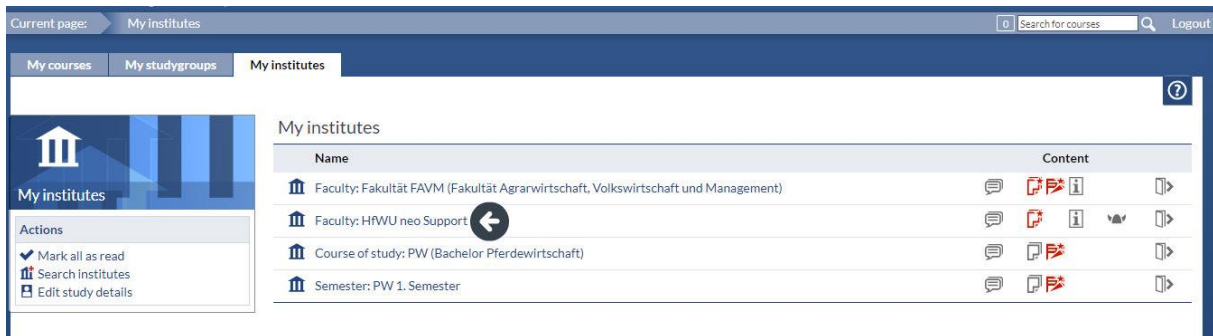 Current page: My institutes 0 Search for courses Logout
My courses My studygroups My institutes
My institutes
Name Content
Faculty: Fakultät FAVM (Fakultät Agrarwirtschaft, Volkswirtschaft und Management)
Faculty: HfWU neo Support
Course of study: PW (Bachelor Pferdewirtschaft)
Semester: PW 1. Semester
My institutes
Actions
Mark all as read
Search institutes
Edit study details